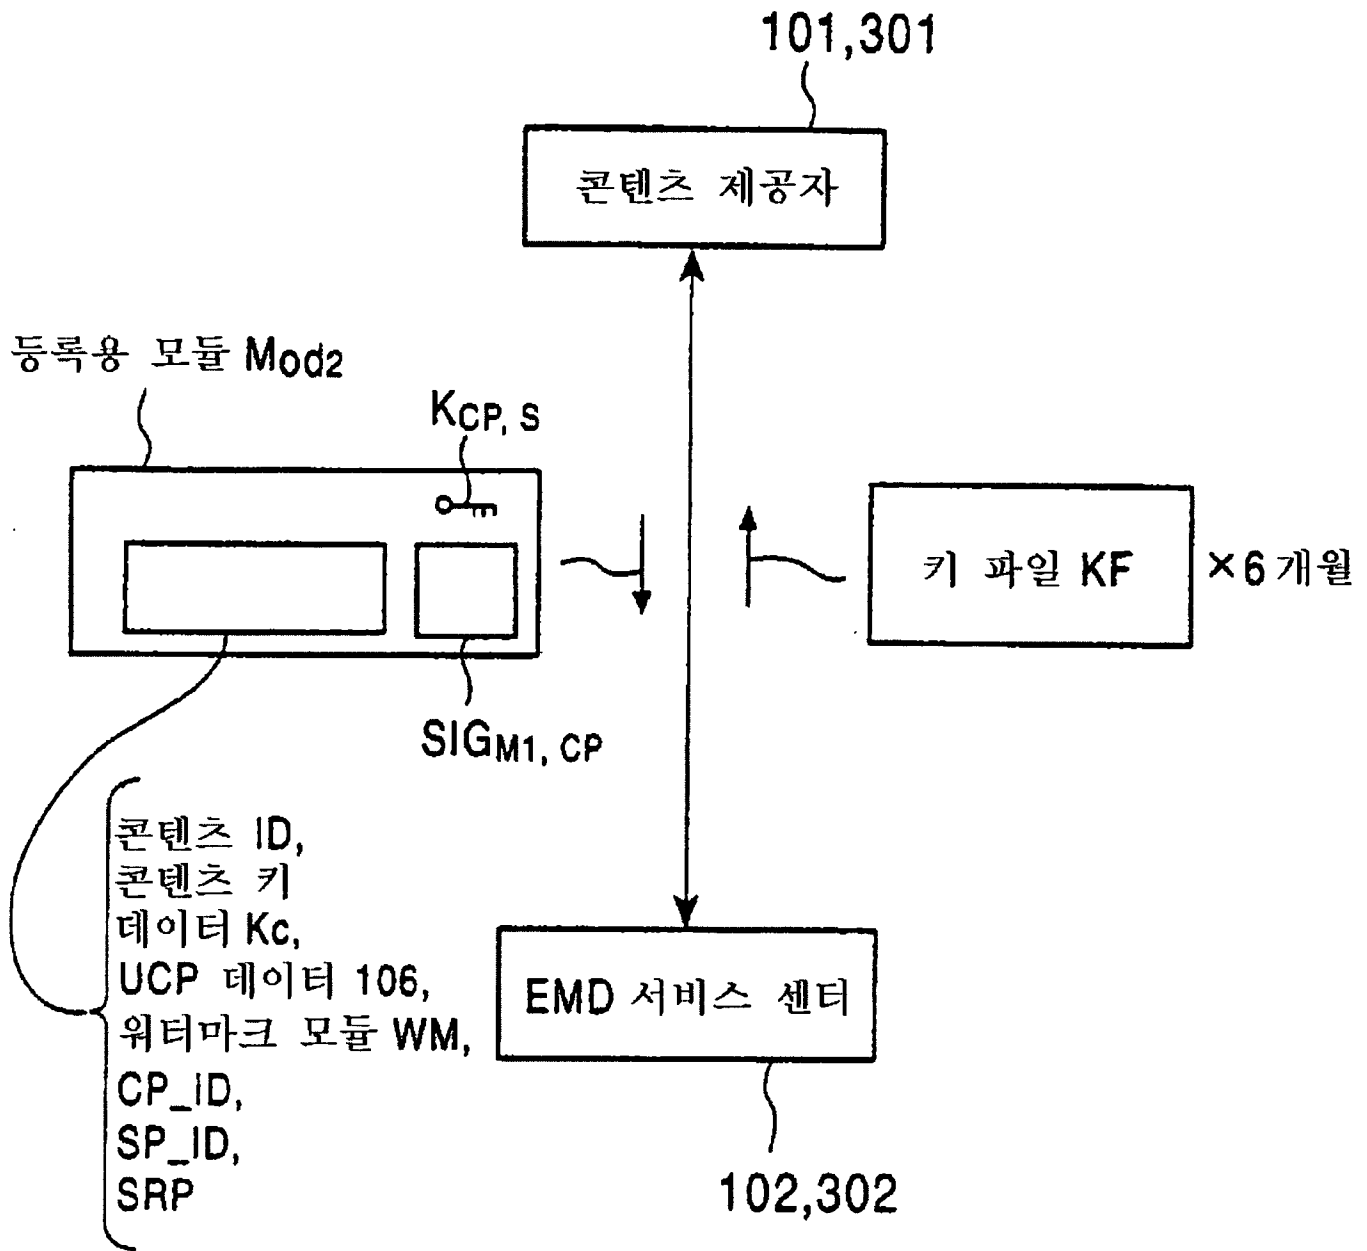 101,301
콘텐츠 제공자
등록용 모듈 Mod2
KCP, S
키 파일 KF
×6개월
SIGM1, CP
콘텐츠 ID,
콘텐츠 키
데이터 Kc,
UCP 데이터 106,
워터마크 모듈 WM,
CP_ID,
SP_ID,
SRP
EMD 서비스 센터
102,302